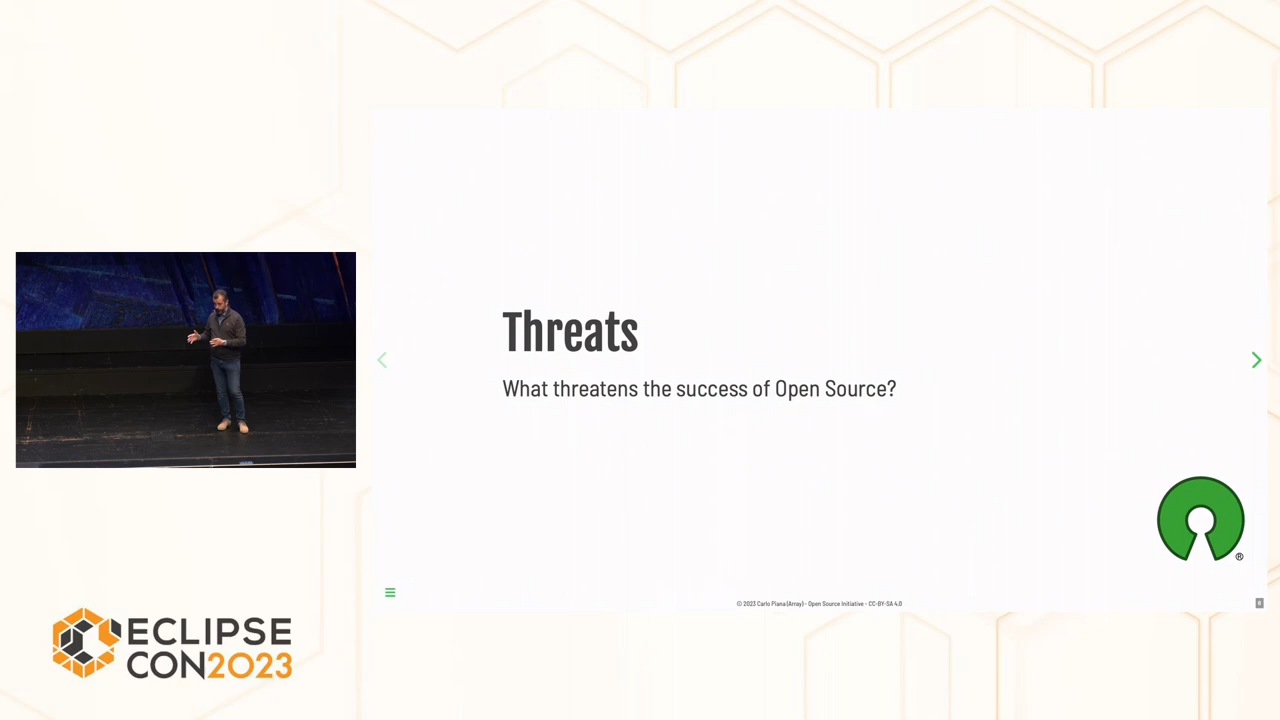 Threats
What threatens the success of Open Source?
®
© 2023 Carlo Piana (Array) - Open Source Initiative - CC-BY-SA 4.0
ECLIPSE
CON2023